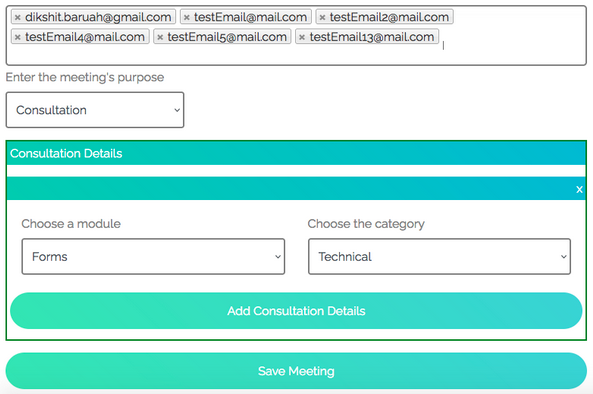 × dikshit.baruah@gmail.com × testEmail@mail.com × testEmail2@mail.com
× testEmail4@mail.com × testEmail5@mail.com × testEmail13@mail.com
Enter the meeting's purpose
Consultation
Consultation Details
x
Choose a module Choose the category
Forms Technical
Add Consultation Details
Save Meeting